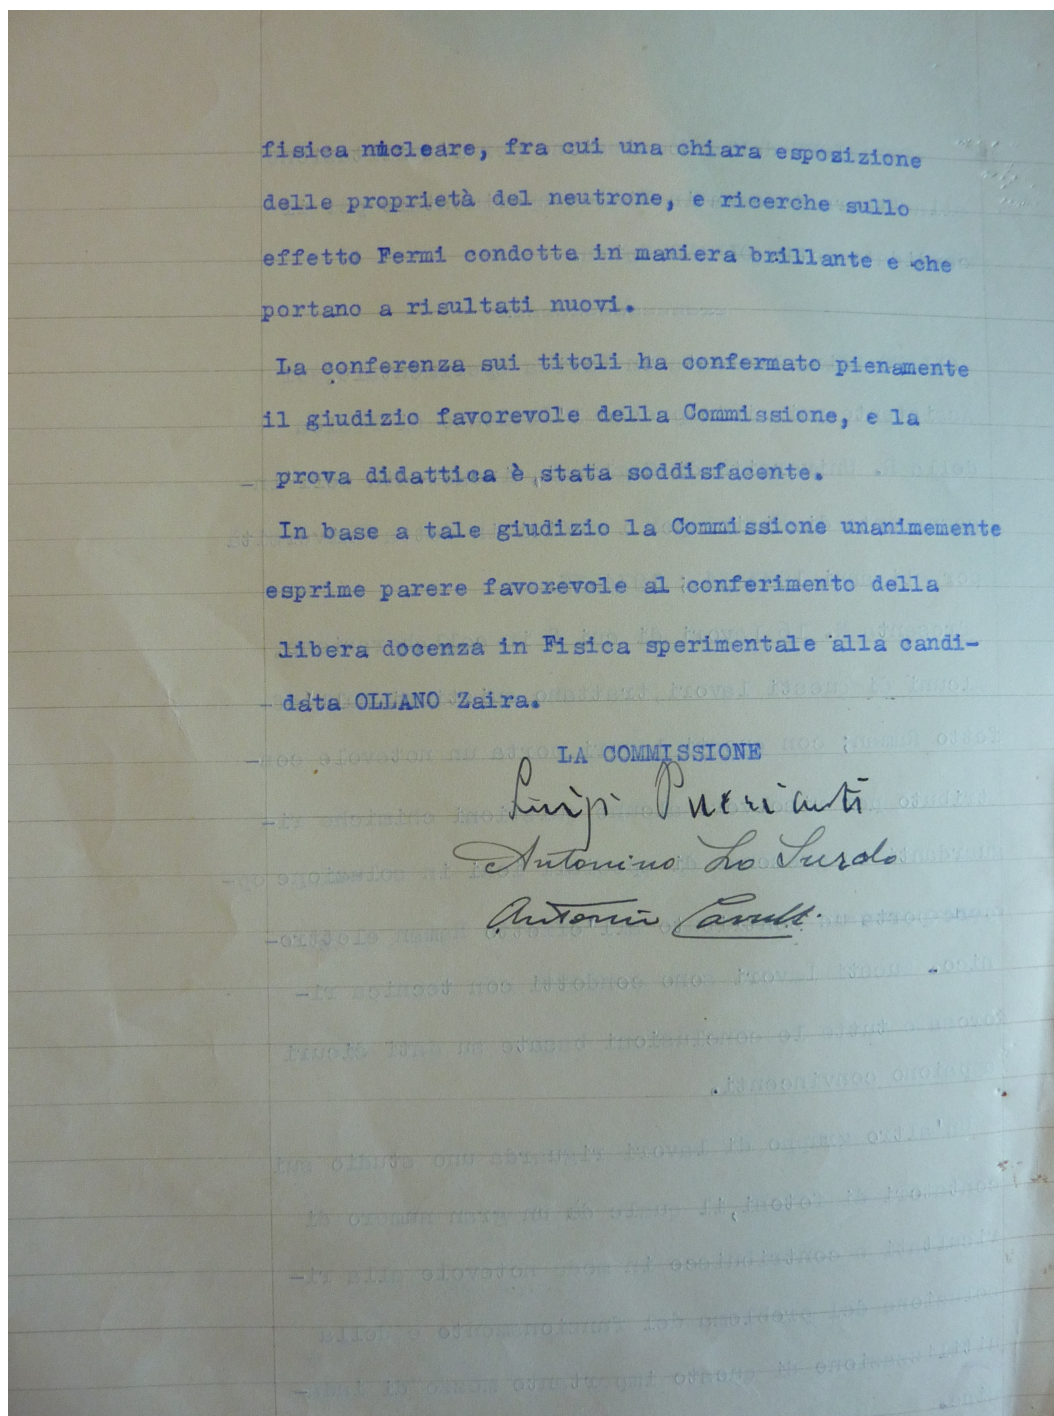 fisica nucleare, fra cui una chiara esposizione
delle proprietà del neutrone, e ricerche sullo
effetto Fermi condotte in maniera brillante e che
portano a risultati nuovi.
La conferenza sui titoli ha confermato pienamente
il giudizio favorevole della Commissione, e la
prova didattica è stata soddisfacente.
In base a tale giudizio la Commissione unanimemente
esprime parere favorevole al conferimento della
libera docenza in Fisica sperimentale alla candi-
data OLLANO Zaira.
LA COMMISSIONE
Luigi Puccianti
Antonino Lo Surdo
Antonio